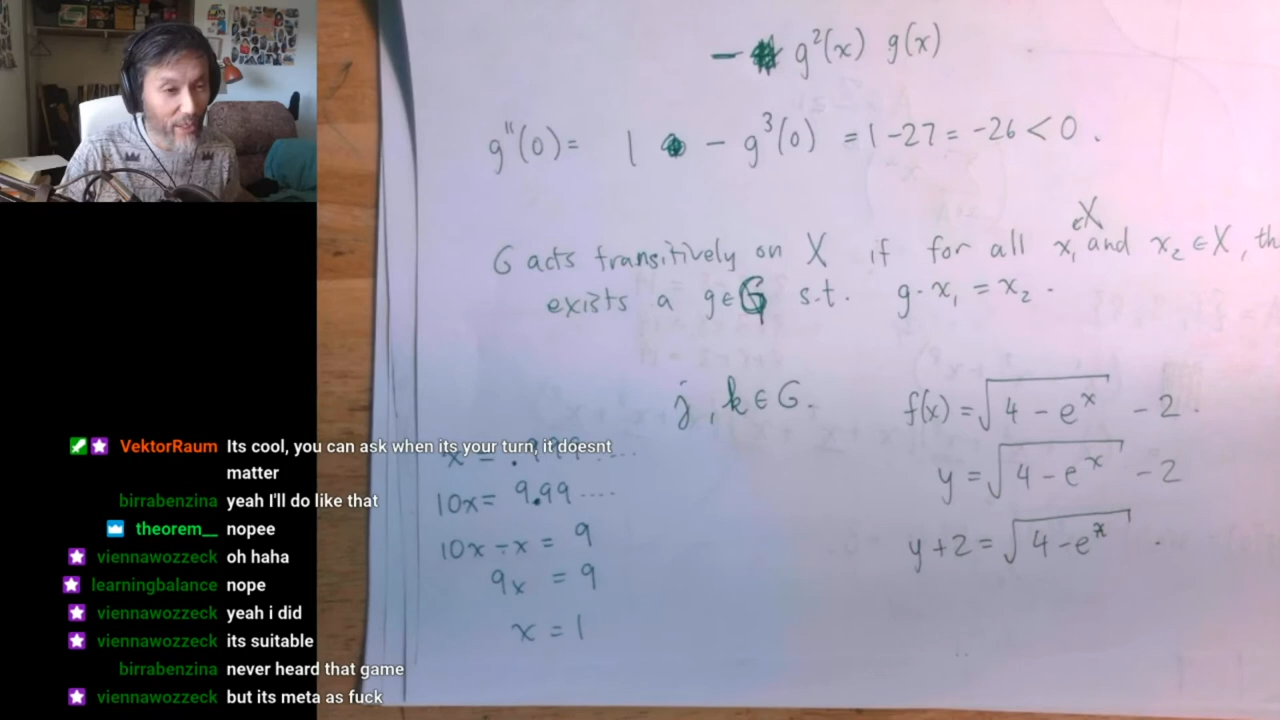 - g²(x) g(x)
g''(0) = 1 - g³(0) = 1 - 27 = -26 < 0.
G acts transitively on X if for all x₁ ∈X and x₂ ∈ X, th
exists a g ∈ G s.t. g · x₁ = x₂.
j, k ∈ G.
x = .999....
10x = 9.99....
10x - x = 9
9x = 9
x = 1
f(x) = √(4 - eˣ) - 2.
y = √(4 - eˣ) - 2
y + 2 = √(4 - eˣ) .
VektorRaum Its cool, you can ask when its your turn, it doesnt
matter
birrabenzina yeah I'll do like that
theorem__ nopee
viennawozzeck oh haha
learningbalance nope
viennawozzeck yeah i did
viennawozzeck its suitable
birrabenzina never heard that game
viennawozzeck but its meta as fuck